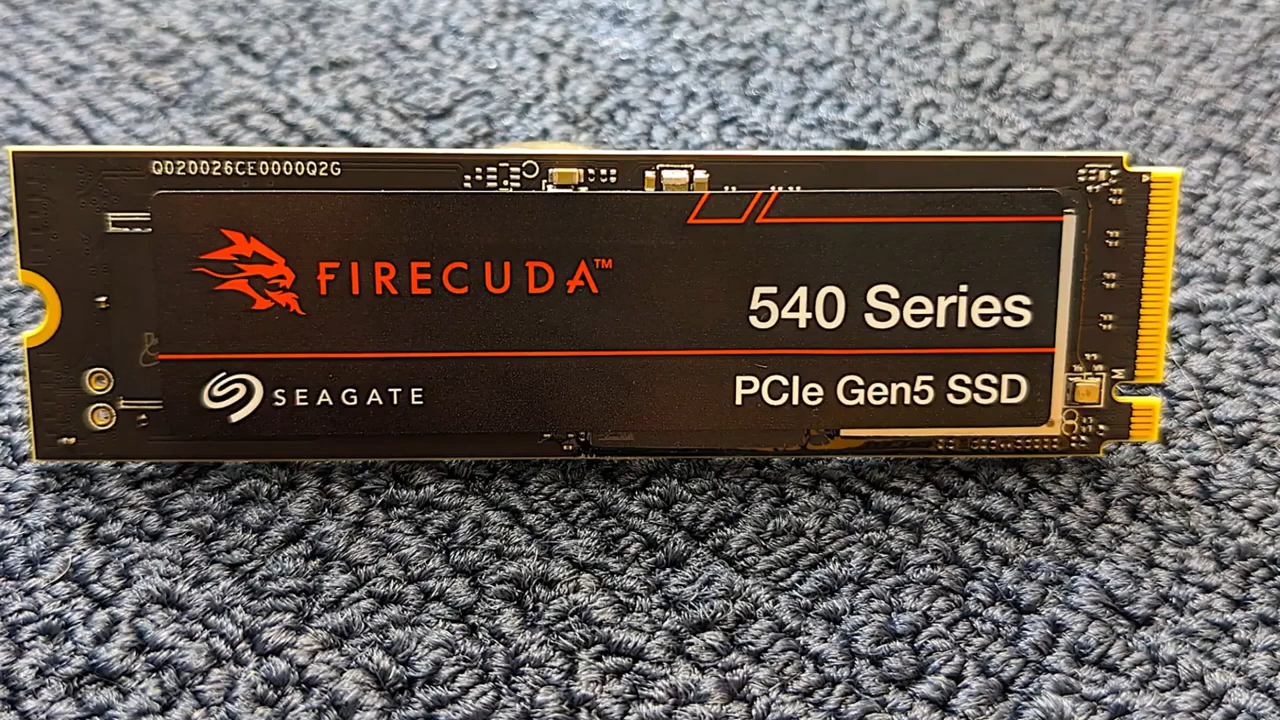 Q020026CE0000Q2G
FIRECUDA™
540 Series
SEAGATE
PCIe Gen5 SSD
M